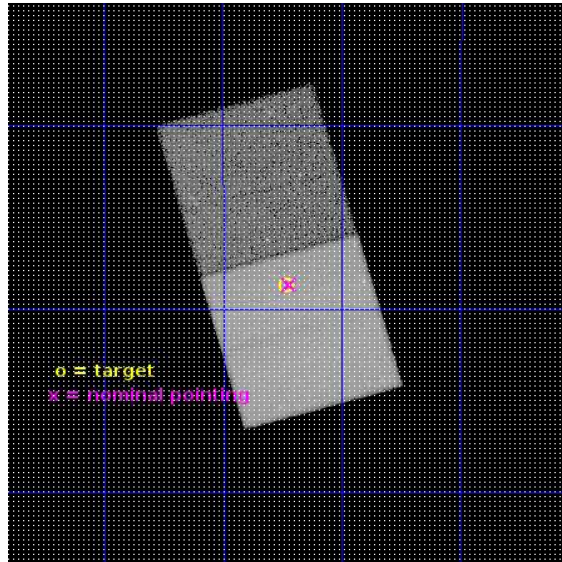 o = target
x = nominal pointing